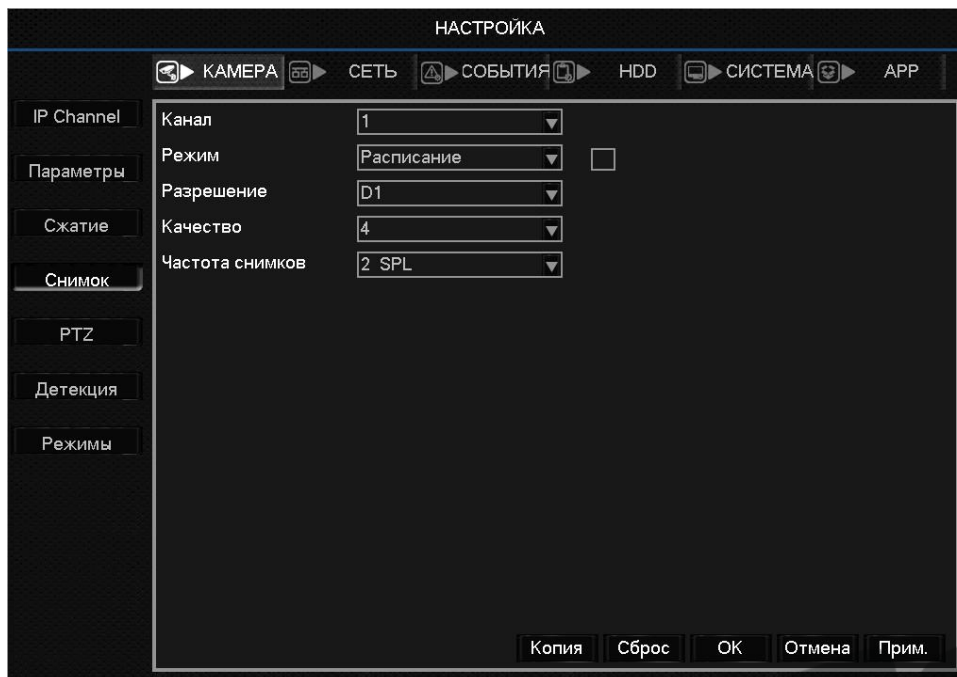 НАСТРОЙКА
КАМЕРА СЕТЬ СОБЫТИЯ HDD СИСТЕМА APP
IP Channel
Параметры
Сжатие
Снимок
PTZ
Детекция
Режимы
Канал 1
Режим Расписание
Разрешение D1
Качество 4
Частота снимков 2 SPL
Копия Сброс OK Отмена Прим.